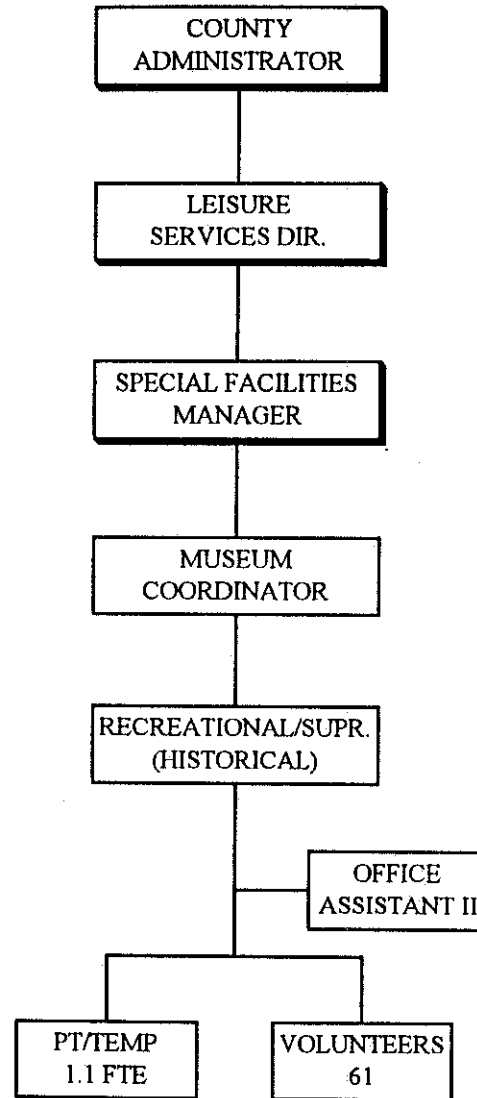 COUNTY
ADMINISTRATOR
LEISURE
SERVICES DIR.
SPECIAL FACILITIES
MANAGER
MUSEUM
COORDINATOR
RECREATIONAL/SUPR.
(HISTORICAL)
OFFICE
ASSISTANT II
PT/TEMP
1.1 FTE
VOLUNTEERS
61